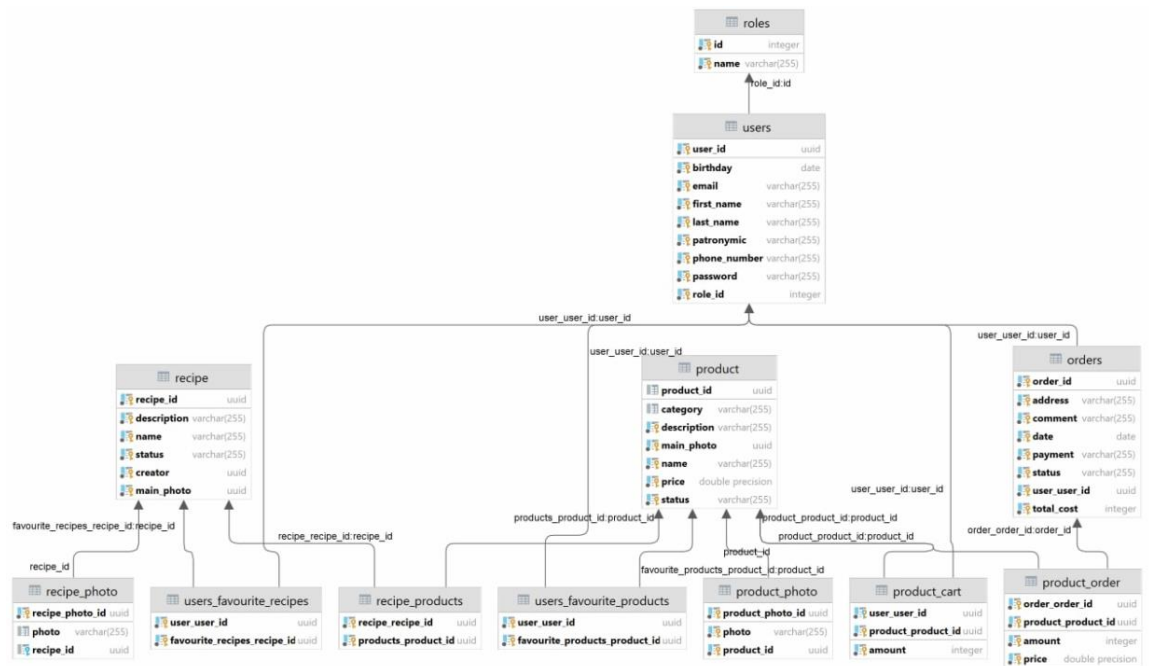 roles
id integer
name varchar(255)
role_id:id
users
user_id uuid
birthday date
email varchar(255)
first_name varchar(255)
last_name varchar(255)
patronymic varchar(255)
phone_number varchar(255)
password varchar(255)
role_id integer
user_user_id:user_id
user_user_id:user_id
user_user_id:user_id
recipe
recipe_id uuid
description varchar(255)
name varchar(255)
status varchar(255)
creator uuid
main_photo uuid
product
product_id uuid
category varchar(255)
description varchar(255)
main_photo uuid
name varchar(255)
price double precision
status varchar(255)
orders
order_id uuid
address varchar(255)
comment varchar(255)
date date
payment varchar(255)
status varchar(255)
user_user_id uuid
total_cost integer
user_user_id:user_id
favourite_recipes_recipe_id:recipe_id
products_product_id:product_id
product_product_id:product_id
recipe_recipe_id:recipe_id
product_product_id:product_id
order_order_id:order_id
product_id
recipe_id
favourite_products_product_id:product_id
recipe_photo
recipe_photo_id uuid
photo varchar(255)
recipe_id uuid
users_favourite_recipes
user_user_id uuid
favourite_recipes_recipe_id uuid
recipe_products
recipe_recipe_id uuid
products_product_id uuid
users_favourite_products
user_user_id uuid
favourite_products_product_id uuid
product_photo
product_photo_id uuid
photo varchar(255)
product_id uuid
product_cart
user_user_id uuid
product_product_id uuid
amount integer
product_order
order_order_id uuid
product_product_id uuid
amount integer
price double precision